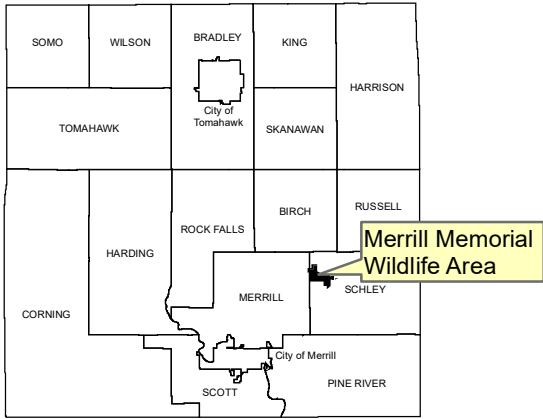 SOMO
WILSON
BRADLEY
KING
HARRISON
City of
Tomahawk
TOMAHAWK
SKANAWAN
BIRCH
RUSSELL
ROCK FALLS
HARDING
Merrill Memorial
Wildlife Area
MERRILL
SCHLEY
CORNING
City of Merrill
SCOTT
PINE RIVER